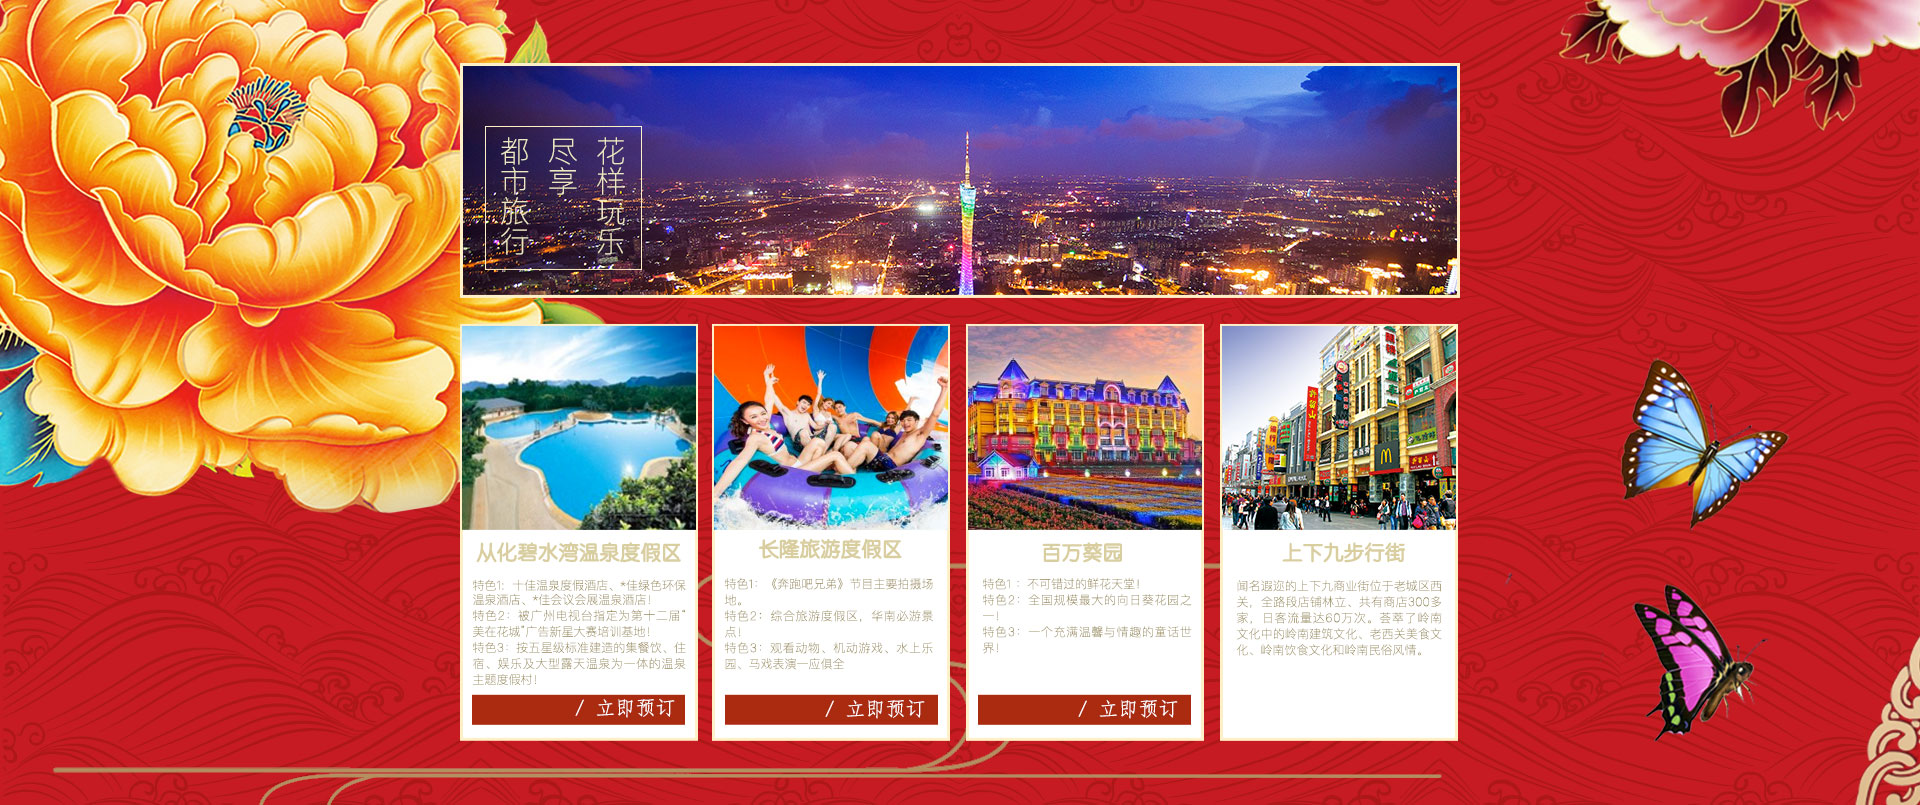 花样玩乐
尽享
都市旅行
从化碧水湾温泉度假区
特色1：十佳温泉度假酒店、*佳绿色环保
温泉酒店、*佳会议会展温泉酒店！
特色2：被广州电视台指定为第十二届“
美在花城”广告新星大赛培训基地！
特色3：按五星级标准建造的集餐饮、住
宿、娱乐及大型露天温泉为一体的温泉
主题度假村！
/ 立即预订
长隆旅游度假区
特色1：《奔跑吧兄弟》节目主要拍摄场
地。
特色2：综合旅游度假区，华南必游景
点！
特色3：观看动物、机动游戏、水上乐
园、马戏表演一应俱全
/ 立即预订
百万葵园
特色1：不可错过的鲜花天堂！
特色2：全国规模最大的向日葵花园之
一！
特色3：一个充满温馨与情趣的童话世
界！
/ 立即预订
上下九步行街
闻名遐迩的上下九商业街位于老城区西
关，全路段店铺林立、共有商店300多
家，日客流量达60万次。荟萃了岭南
文化中的岭南建筑文化、老西关美食文
化、岭南饮食文化和岭南民俗风情。